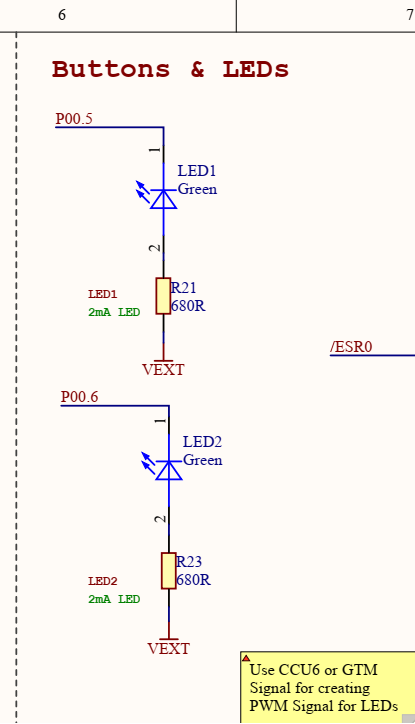 6
7
Buttons & LEDs
P00.5
1
LED1
Green
2
R21
LED1
680R
2mA LED
/ESR0
VEXT
P00.6
1
LED2
Green
2
R23
LED2
680R
2mA LED
VEXT
Use CCU6 or GTM
Signal for creating
PWM Signal for LEDs